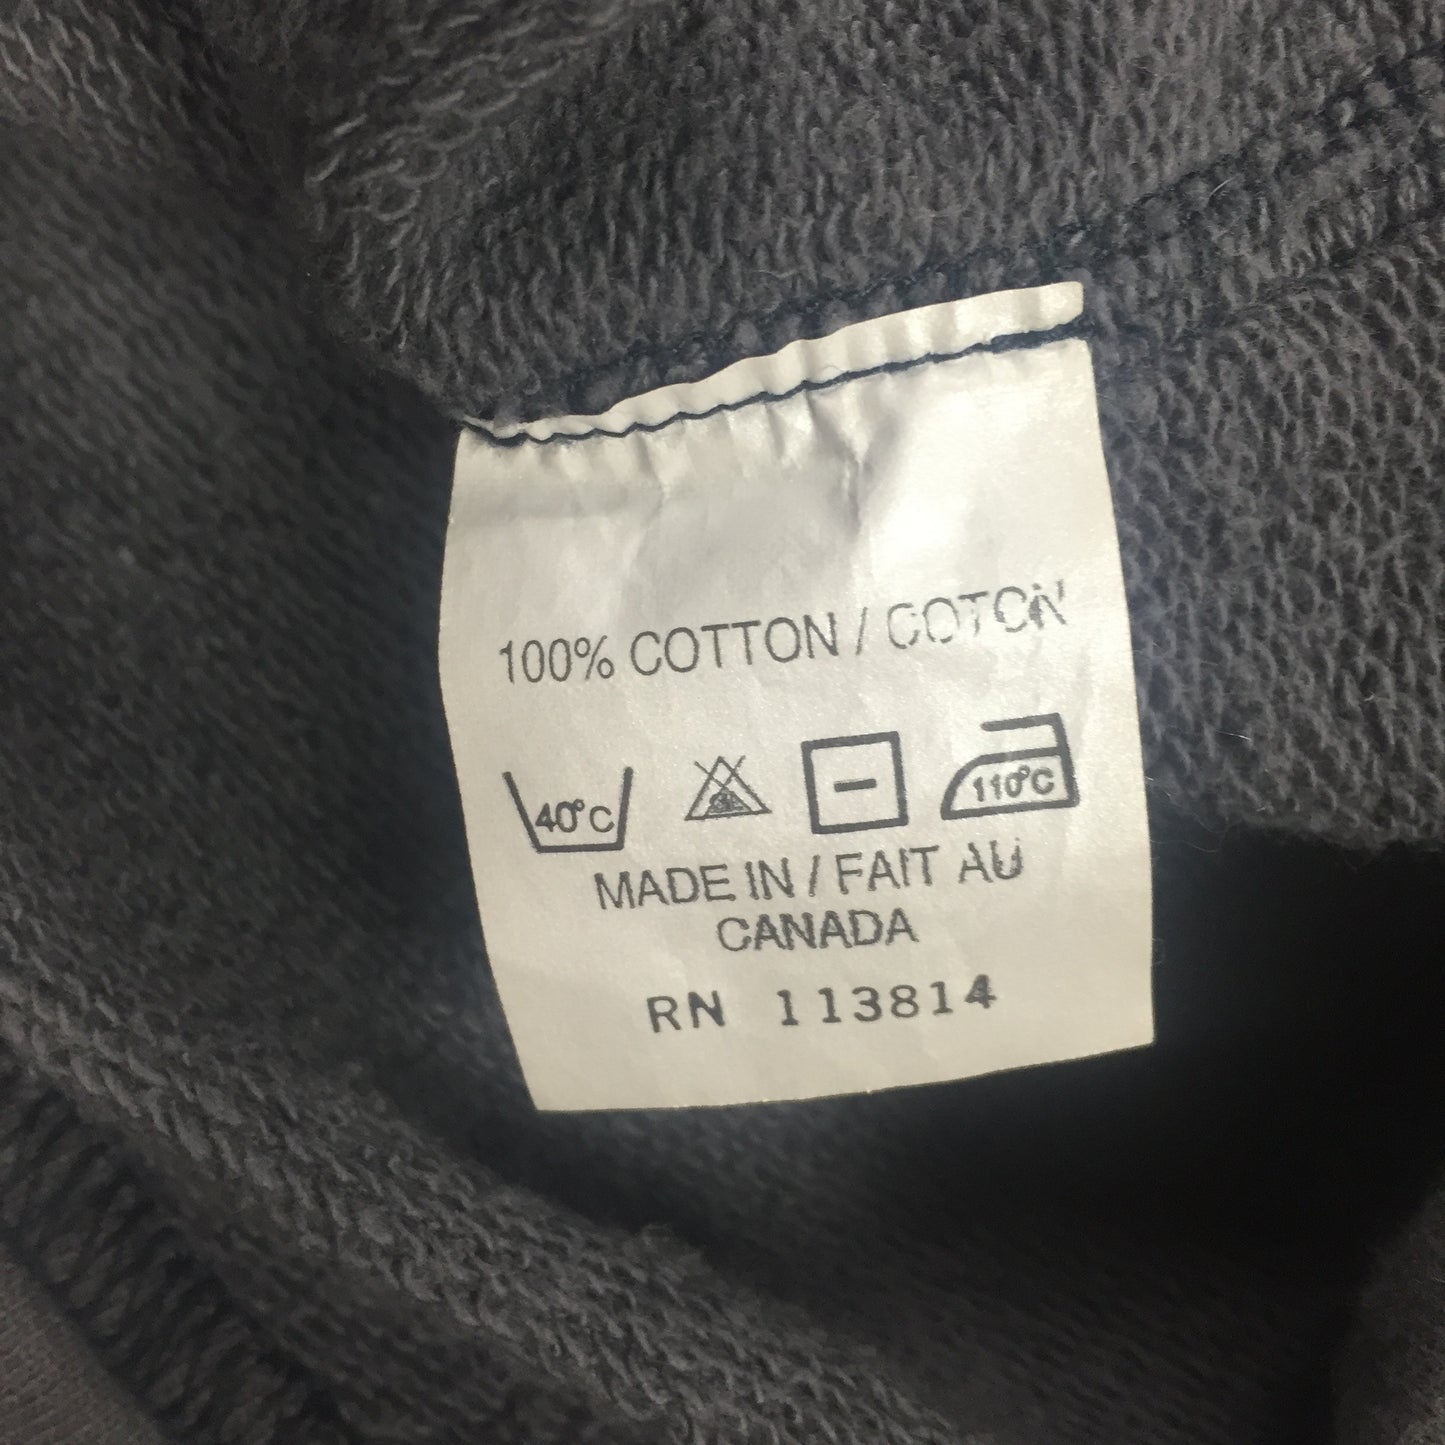 100% COTTON / COTON
40°C 110°C
MADE IN / FAIT AU
CANADA
RN 113814